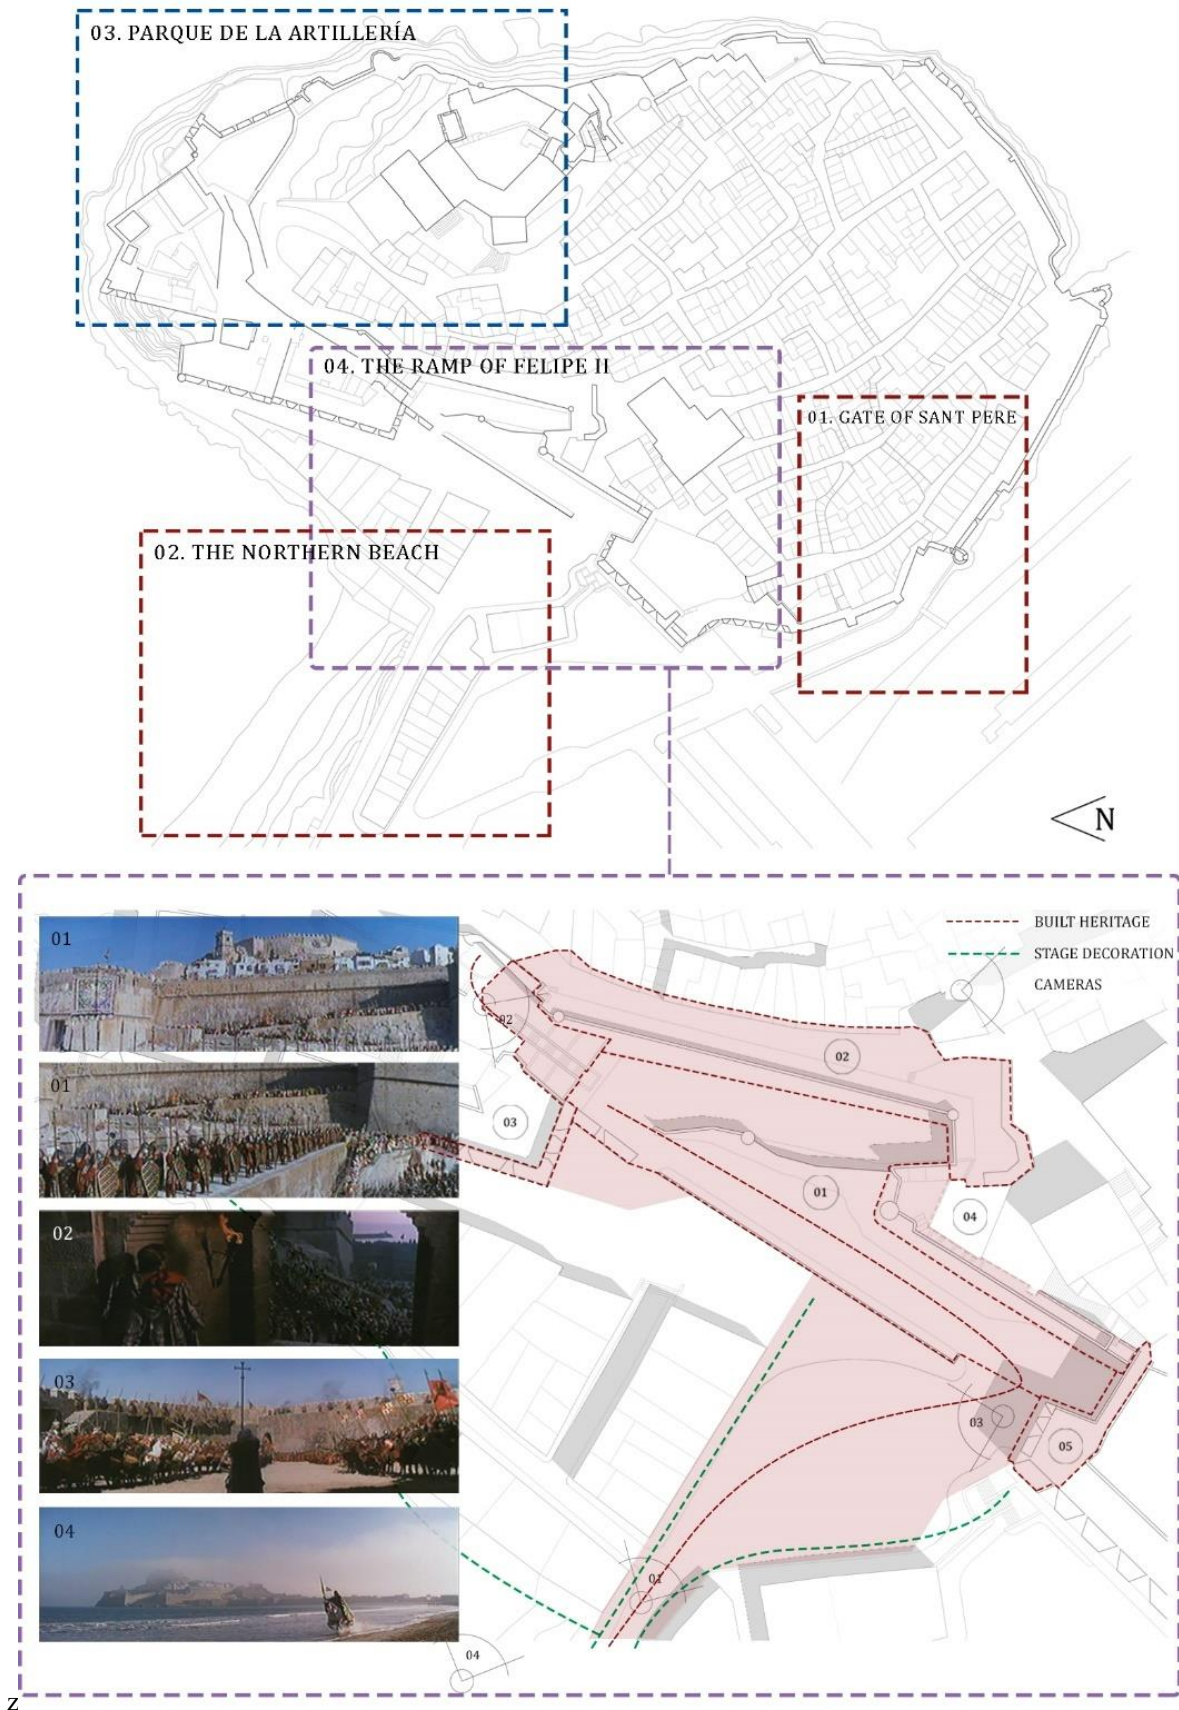 03. PARQUE DE LA ARTILLERÍA
04. THE RAMP OF FELIPE II
01. GATE OF SANT PERE
02. THE NORTHERN BEACH
N
01
BUILT HERITAGE
STAGE DECORATION
CAMERAS
02
02
01
03
01
04
02
03
03
05
04
01
04
z